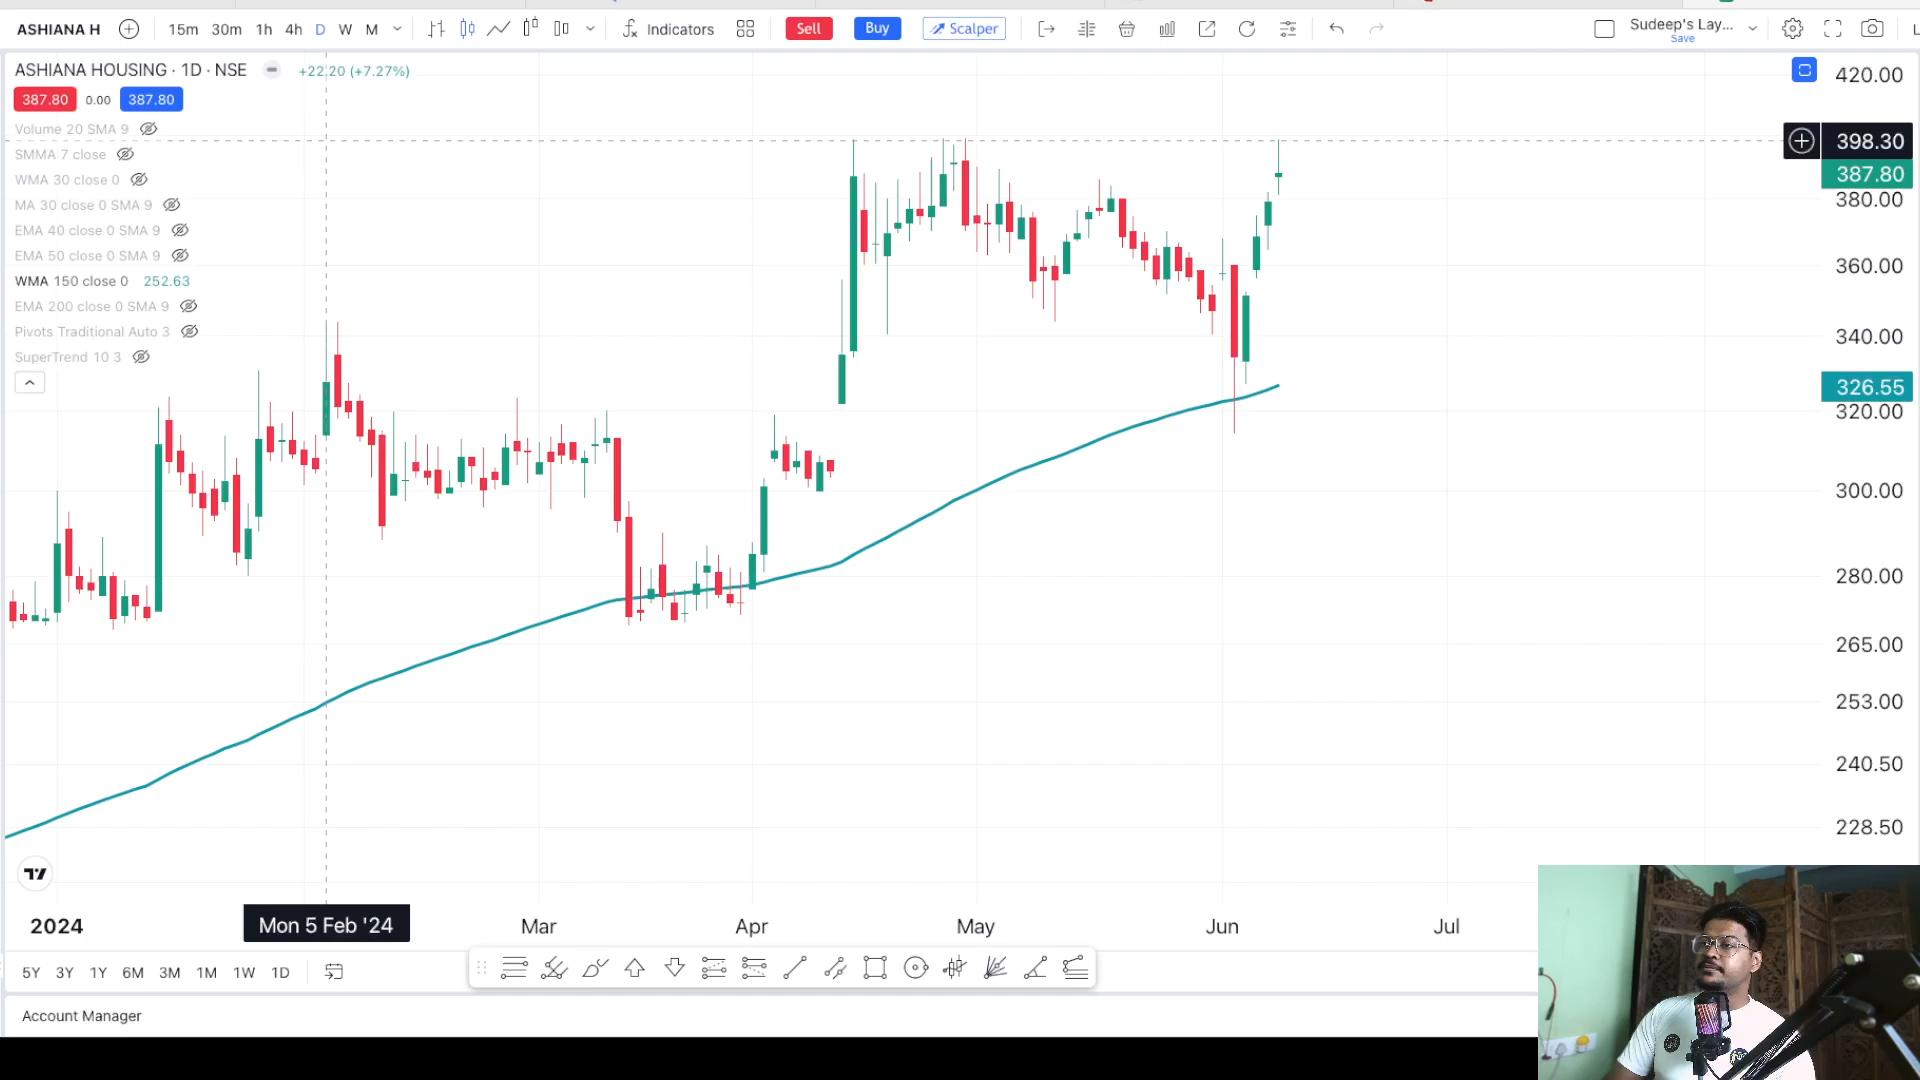 ASHIANA H 15m 30m 1h 4h D W M Indicators Sell Buy Scalper Sudeep's Lay...
Save
ASHIANA HOUSING · 1D · NSE +22.20 (+7.27%)
387.80 0.00 387.80
Volume 20 SMA 9
SMMA 7 close
WMA 30 close 0
MA 30 close 0 SMA 9
EMA 40 close 0 SMA 9
EMA 50 close 0 SMA 9
WMA 150 close 0 252.63
EMA 200 close 0 SMA 9
Pivots Traditional Auto 3
SuperTrend 10 3
420.00
398.30
387.80
380.00
360.00
340.00
326.55
320.00
300.00
280.00
265.00
253.00
240.50
228.50
2024 Mon 5 Feb '24 Mar Apr May Jun Jul
5Y 3Y 1Y 6M 3M 1M 1W 1D
Account Manager